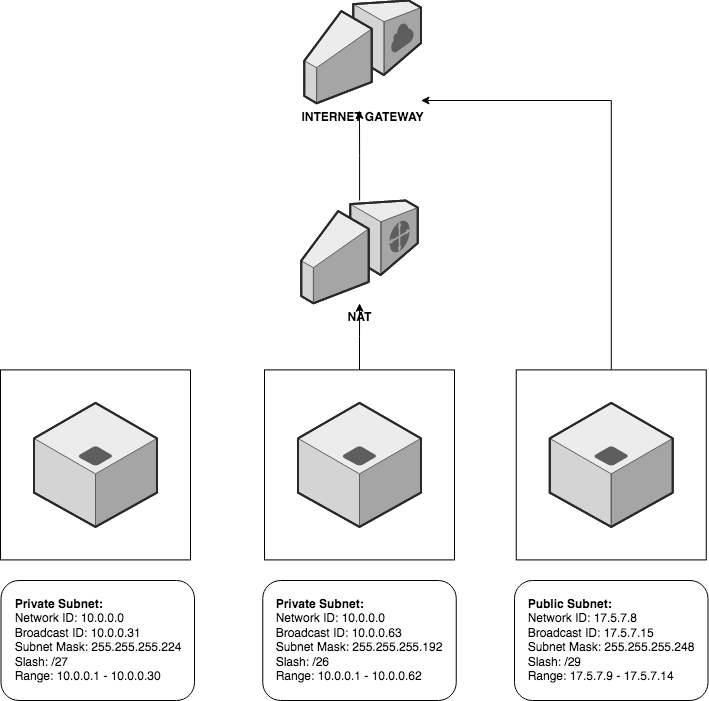 INTERNET GATEWAY
NAT
Private Subnet:
Network ID: 10.0.0.0
Broadcast ID: 10.0.0.31
Subnet Mask: 255.255.255.224
Slash: /27
Range: 10.0.0.1 - 10.0.0.30
Private Subnet:
Network ID: 10.0.0.0
Broadcast ID: 10.0.0.63
Subnet Mask: 255.255.255.192
Slash: /26
Range: 10.0.0.1 - 10.0.0.62
Public Subnet:
Network ID: 17.5.7.8
Broadcast ID: 17.5.7.15
Subnet Mask: 255.255.255.248
Slash: /29
Range: 17.5.7.9 - 17.5.7.14